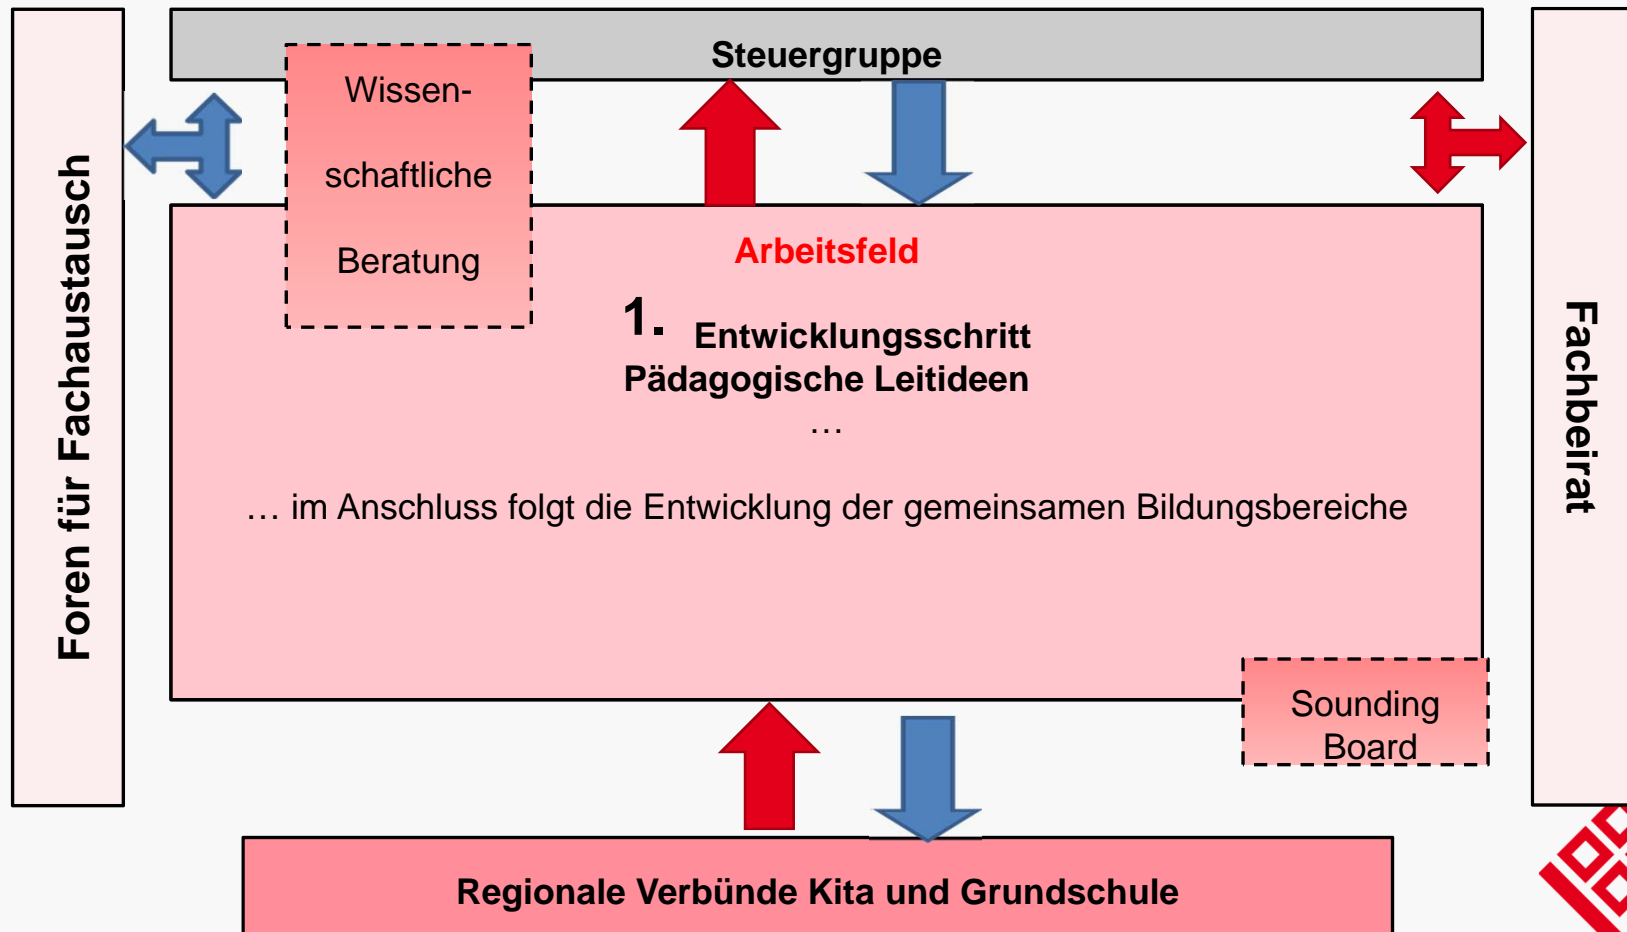 Foren für Fachaustausch
Steuergruppe
Wissen-
schaftliche
Beratung
Arbeitsfeld
1. Entwicklungsschritt
Pädagogische Leitideen
…
… im Anschluss folgt die Entwicklung der gemeinsamen Bildungsbereiche
Sounding
Board
Fachbeirat
Regionale Verbünde Kita und Grundschule